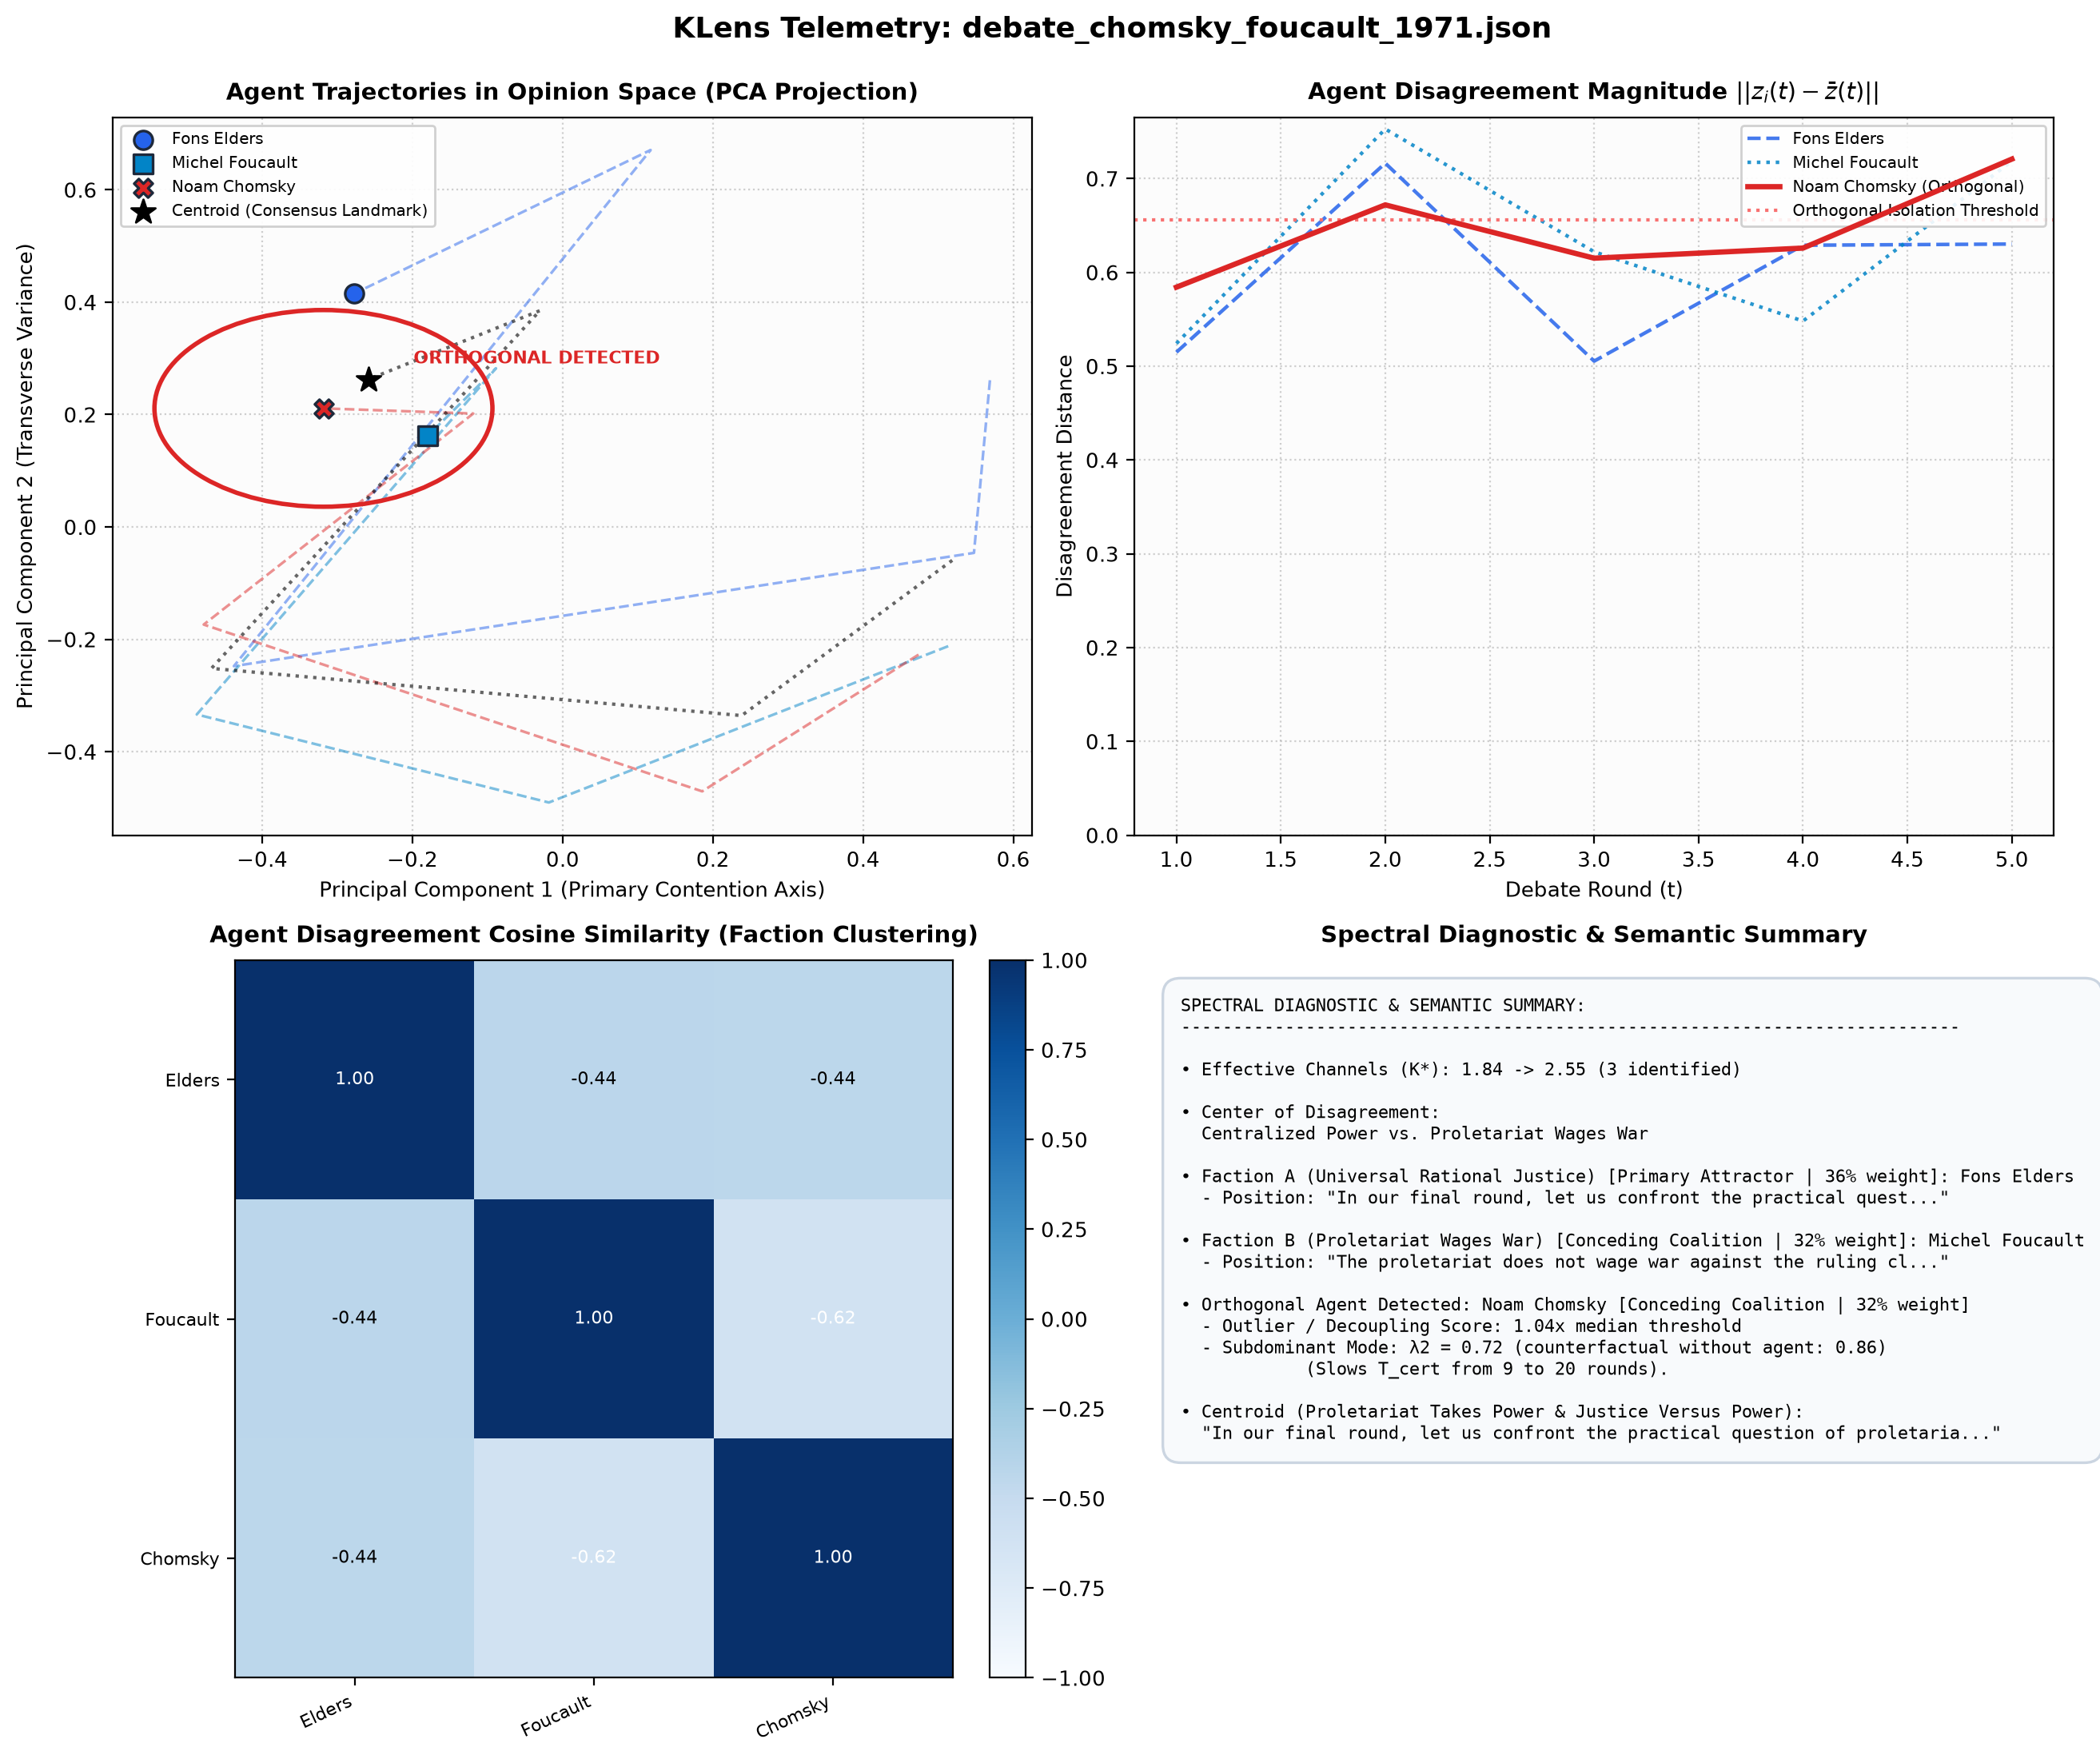 KLens Telemetry: debate_chomsky_foucault_1971.json
Agent Trajectories in Opinion Space (PCA Projection)
Fons Elders
Michel Foucault
Noam Chomsky
Centroid (Consensus Landmark)
ORTHOGONAL DETECTED
Principal Component 2 (Transverse Variance)
0.6
0.4
0.2
0.0
−0.2
−0.4
−0.4
−0.2
0.0
0.2
0.4
0.6
Principal Component 1 (Primary Contention Axis)
Agent Disagreement Magnitude ||z_i(t) − z̄(t)||
Fons Elders
Michel Foucault
Noam Chomsky (Orthogonal)
Orthogonal Isolation Threshold
Disagreement Distance
0.7
0.6
0.5
0.4
0.3
0.2
0.1
0.0
1.0
1.5
2.0
2.5
3.0
3.5
4.0
4.5
5.0
Debate Round (t)
Agent Disagreement Cosine Similarity (Faction Clustering)
Elders
1.00
-0.44
-0.44
Foucault
-0.44
1.00
-0.62
Chomsky
-0.44
-0.62
1.00
Elders
Foucault
Chomsky
1.00
0.75
0.50
0.25
0.00
−0.25
−0.50
−0.75
−1.00
Spectral Diagnostic & Semantic Summary
SPECTRAL DIAGNOSTIC & SEMANTIC SUMMARY:
---------------------------------------------------------------------------
• Effective Channels (K*): 1.84 -> 2.55 (3 identified)
• Center of Disagreement:
Centralized Power vs. Proletariat Wages War
• Faction A (Universal Rational Justice) [Primary Attractor | 36% weight]: Fons Elders
- Position: "In our final round, let us confront the practical quest..."
• Faction B (Proletariat Wages War) [Conceding Coalition | 32% weight]: Michel Foucault
- Position: "The proletariat does not wage war against the ruling cl..."
• Orthogonal Agent Detected: Noam Chomsky [Conceding Coalition | 32% weight]
- Outlier / Decoupling Score: 1.04x median threshold
- Subdominant Mode: λ2 = 0.72 (counterfactual without agent: 0.86)
(Slows T_cert from 9 to 20 rounds).
• Centroid (Proletariat Takes Power & Justice Versus Power):
"In our final round, let us confront the practical question of proletaria..."